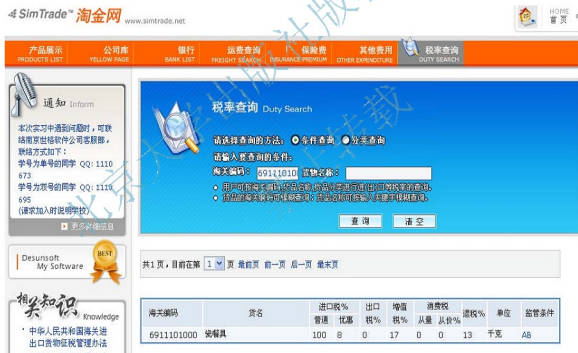 SimTrade™ 淘金网 www.simtrade.net
HOME
首页
产品展示 公司库 银行 运费查询 保险费 其他费用 税率查询
PRODUCTS LIST YELLOW PAGE BANK LIST FREIGHT SEARCH INSURANCE PREMIUM OTHER EXPENDITURE DUTY SEARCH
通知 Inform
本次实习中遇到问题时，可联
络南京世格软件公司客服部，
联络方式如下：
学号为单号的同学 QQ：1110
673
学号为双号的同学 QQ：1110
695
(请求加入时说明学校)
更多详细信息
Desunsoft
My Software
BEST
相关知识 Knowledge
中华人民共和国海关进
出口货物征税管理办法
税率查询 Duty Search
请选择查询的方法： 条件查询 分类查询
请输入要查询的条件：
海关编码： 69111010 货物名称：
用户可按海关编码,货品名称,货品分类进行进(出)口等税率的查询。
货品的海关编码可模糊查询；货品名称可按输入关键字模糊查询。
查 询 清 空
共1页，目前在第 1 页 最前页 前一页 后一页 最末页
海关编码 货名 进口税% 出口税% 增值税% 消费税 退税% 单位 监管条件
普通 优惠 从量 从价%
6911101000 瓷餐具 100 8 0 17 0 0 13 千克 AB